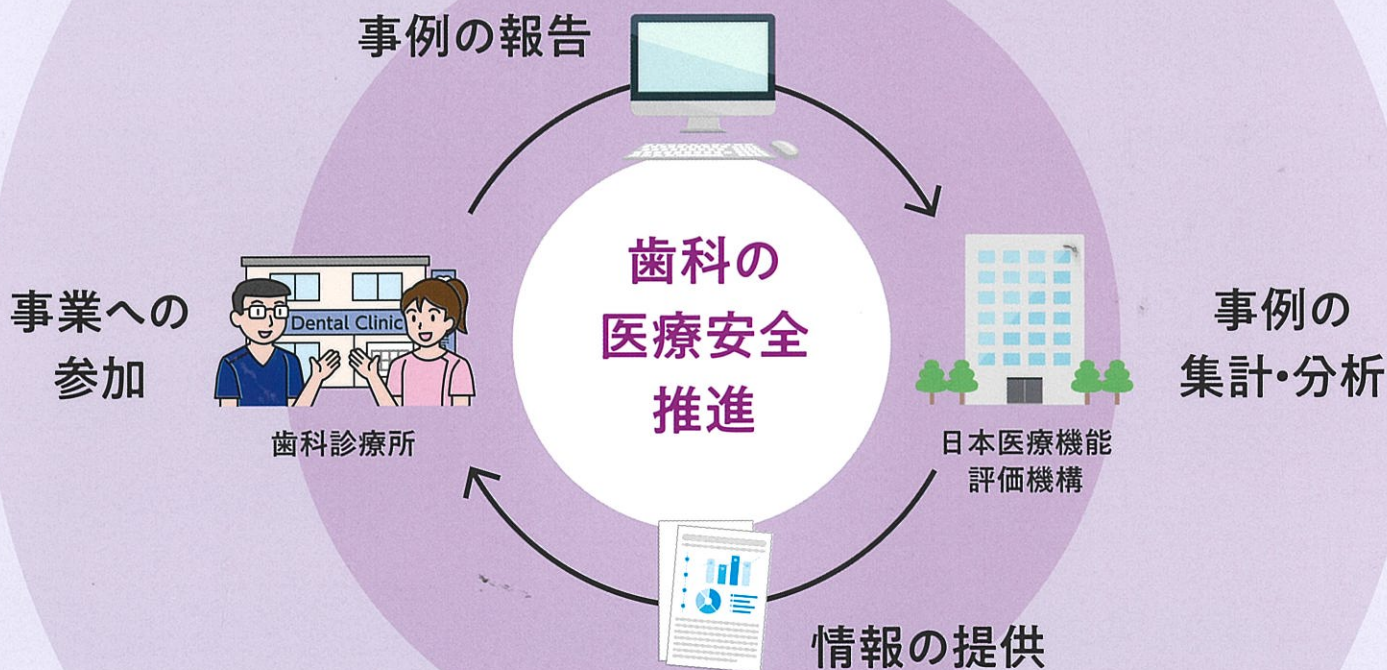 事例の報告
歯科の
医療安全
推進
事業への
参加
Dental Clinic
歯科診療所
事例の
集計・分析
日本医療機能
評価機構
情報の提供